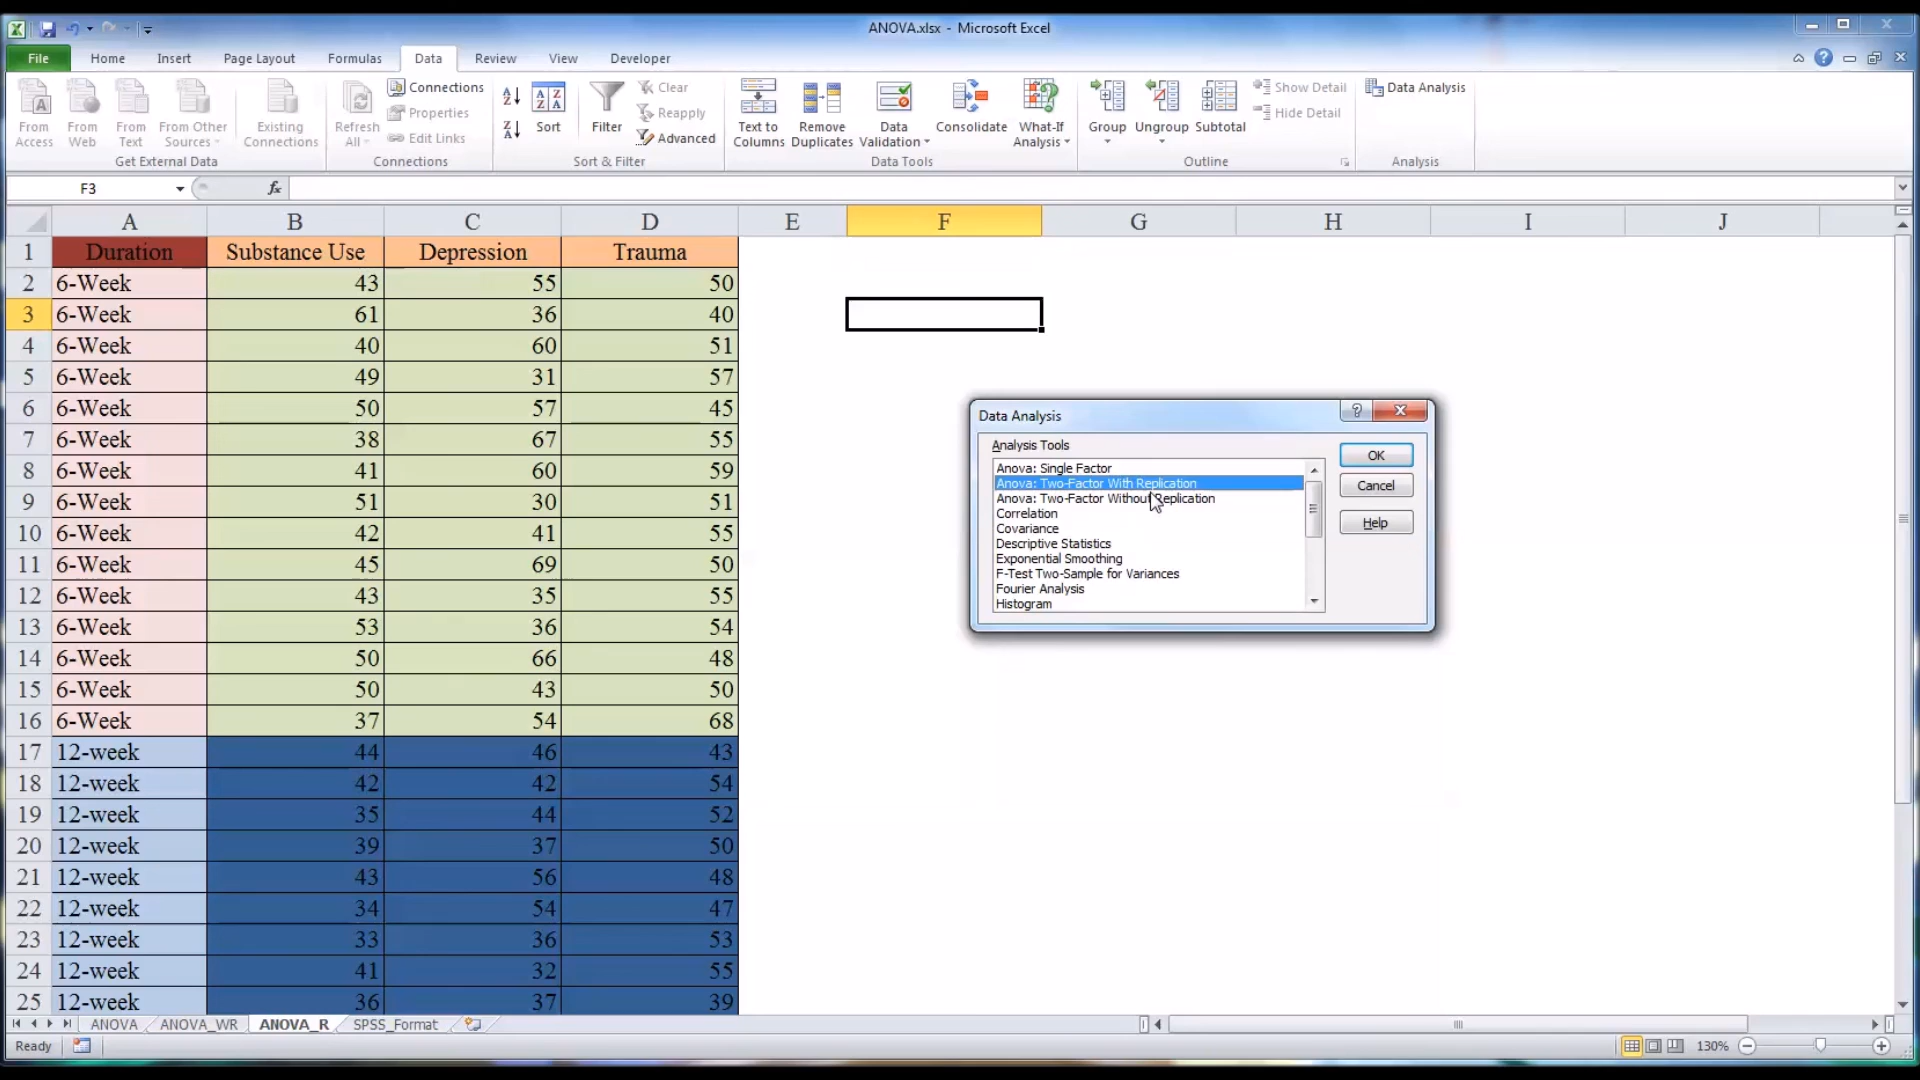 ANOVA.xlsx - Microsoft Excel
File Home Insert Page Layout Formulas Data Review View Developer
From Access
From Web
From Text
From Other Sources
Existing Connections
Get External Data
Refresh All
Connections
Properties
Edit Links
Connections
Sort
Filter
Clear
Reapply
Advanced
Sort & Filter
Text to Columns
Remove Duplicates
Data Validation
Consolidate
What-If Analysis
Data Tools
Group
Ungroup
Subtotal
Show Detail
Hide Detail
Outline
Data Analysis
Analysis
F3 fx
A B C D E F G H I J
1 Duration Substance Use Depression Trauma
2 6-Week 43 55 50
3 6-Week 61 36 40
4 6-Week 40 60 51
5 6-Week 49 31 57
6 6-Week 50 57 45
7 6-Week 38 67 55
8 6-Week 41 60 59
9 6-Week 51 30 51
10 6-Week 42 41 55
11 6-Week 45 69 50
12 6-Week 43 35 55
13 6-Week 53 36 54
14 6-Week 50 66 48
15 6-Week 50 43 50
16 6-Week 37 54 68
17 12-week 44 46 43
18 12-week 42 42 54
19 12-week 35 44 52
20 12-week 39 37 50
21 12-week 43 56 48
22 12-week 34 54 47
23 12-week 33 36 53
24 12-week 41 32 55
25 12-week 36 37 39
Data Analysis
Analysis Tools
Anova: Single Factor
Anova: Two-Factor With Replication
Anova: Two-Factor Without Replication
Correlation
Covariance
Descriptive Statistics
Exponential Smoothing
F-Test Two-Sample for Variances
Fourier Analysis
Histogram
OK
Cancel
Help
ANOVA ANOVA_WR ANOVA_R SPSS_Format
Ready 130%